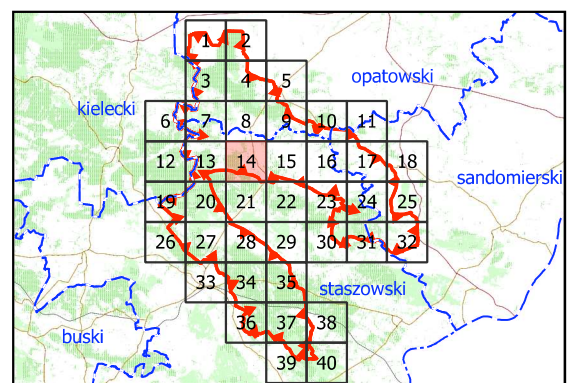 1 2
3 4 5
opatowski
kielecki
6 7 8 9 10 11
12 13 14 15 16 17 18
sandomierski
19 20 21 22 23 24 25
26 27 28 29 30 31 32
33 34 35
staszowski
buski
36 37 38
39 40